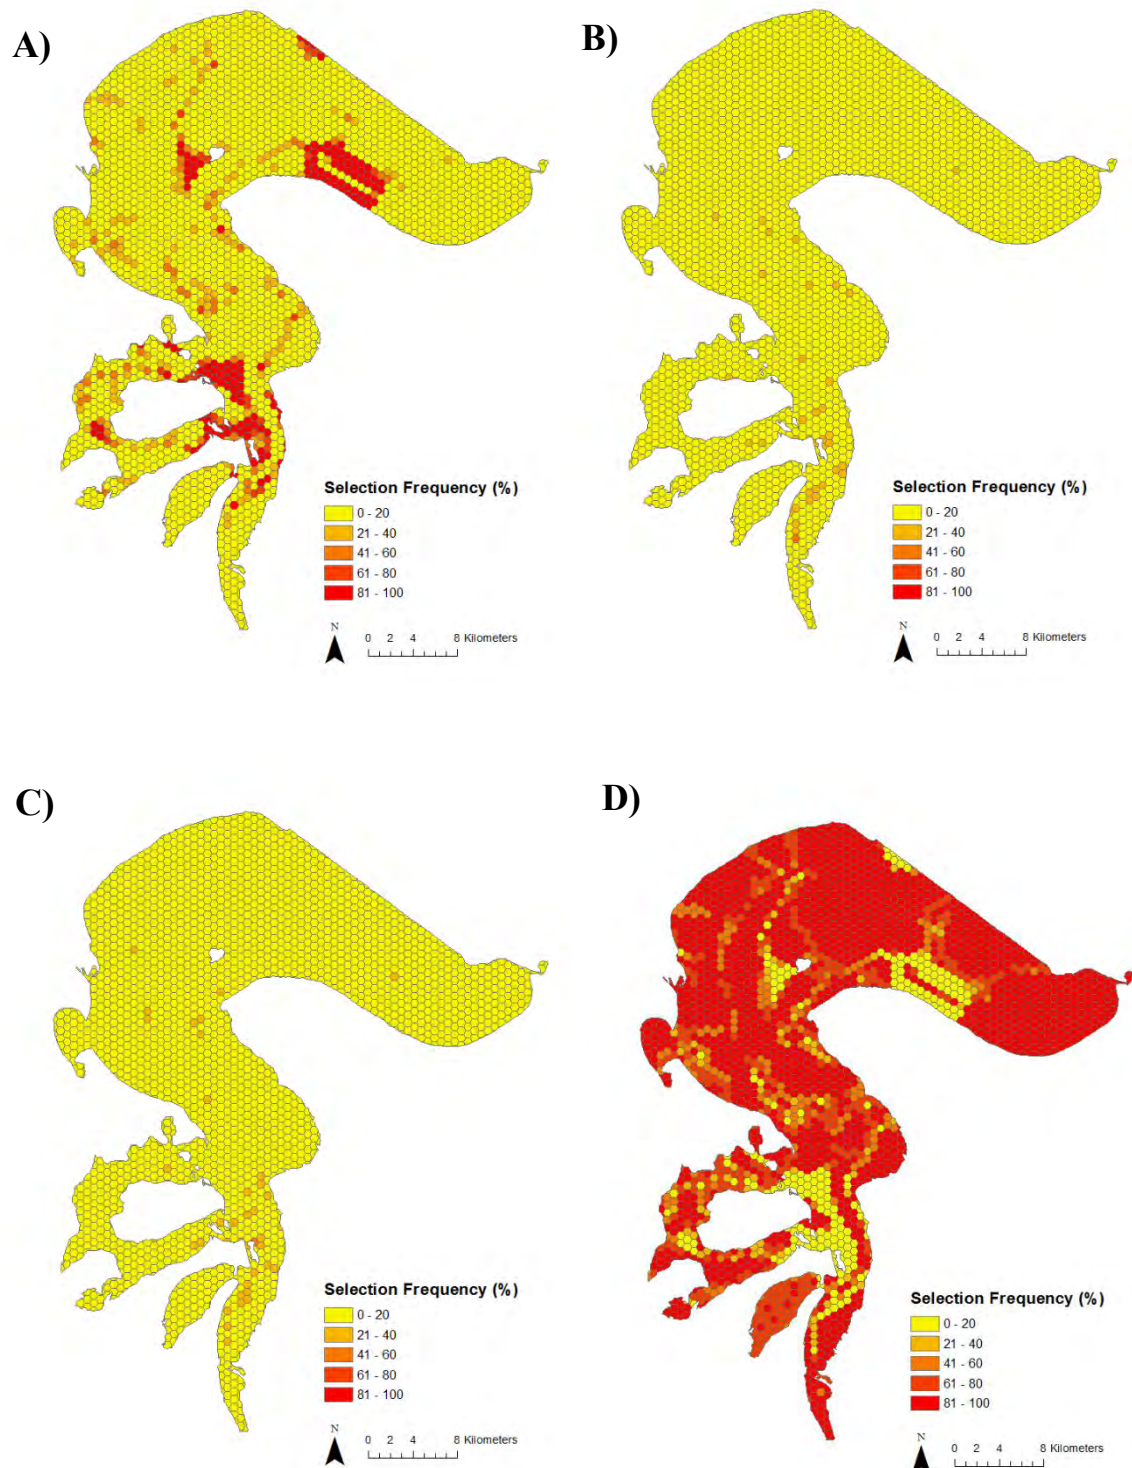 A)
B)
Selection Frequency (%)
0 - 20
21 - 40
41 - 60
61 - 80
81 - 100
N
0 2 4 8 Kilometers
Selection Frequency (%)
0 - 20
21 - 40
41 - 60
61 - 80
81 - 100
N
0 2 4 8 Kilometers
C)
D)
Selection Frequency (%)
0 - 20
21 - 40
41 - 60
61 - 80
81 - 100
N
0 2 4 8 Kilometers
Selection Frequency (%)
0 - 20
21 - 40
41 - 60
61 - 80
81 - 100
N
0 2 4 8 Kilometers